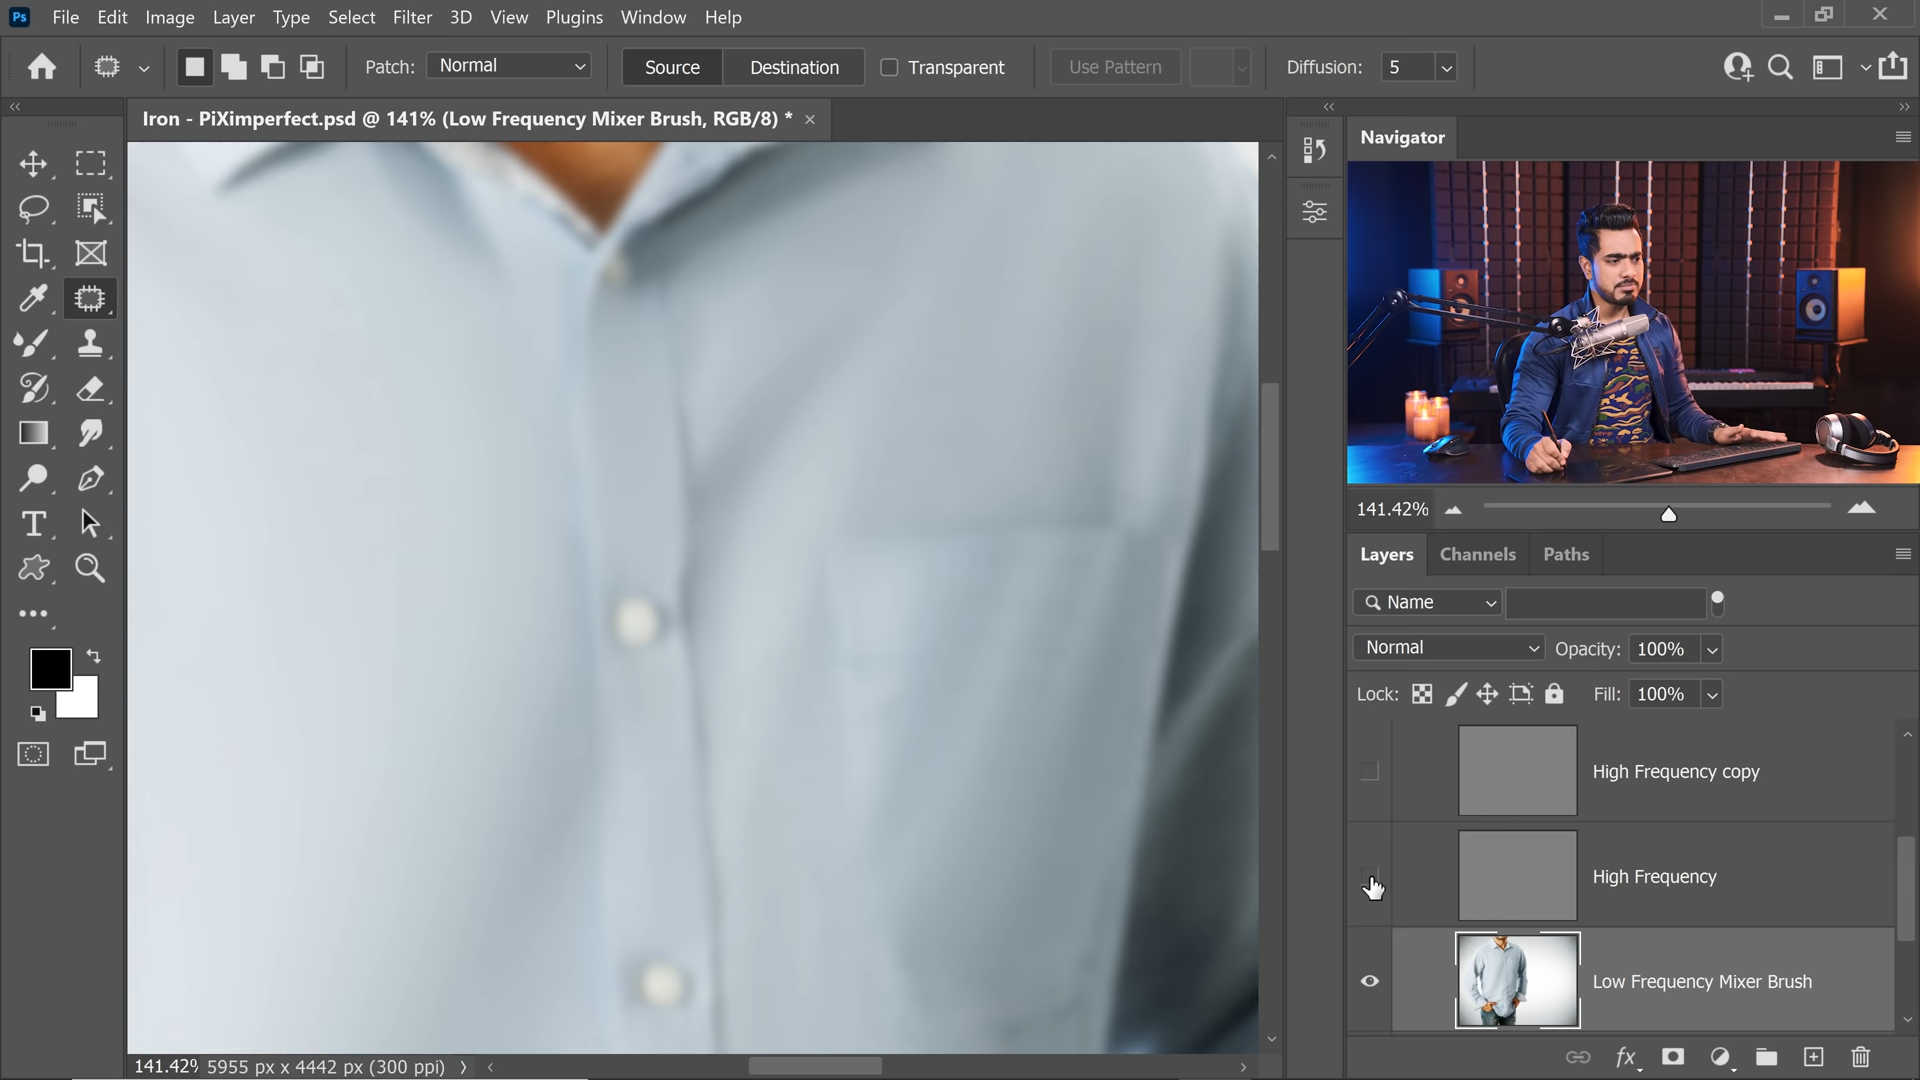 Ps File Edit Image Layer Type Select Filter 3D View Plugins Window Help
Patch: Normal Source Destination Transparent Use Pattern Diffusion: 5
Iron - PiXimperfect.psd @ 141% (Low Frequency Mixer Brush, RGB/8) *
Navigator
141.42%
Layers Channels Paths
Name
Normal Opacity: 100%
Lock: Fill: 100%
High Frequency copy
High Frequency
Low Frequency Mixer Brush
141.42% 5955 px x 4442 px (300 ppi)
fx